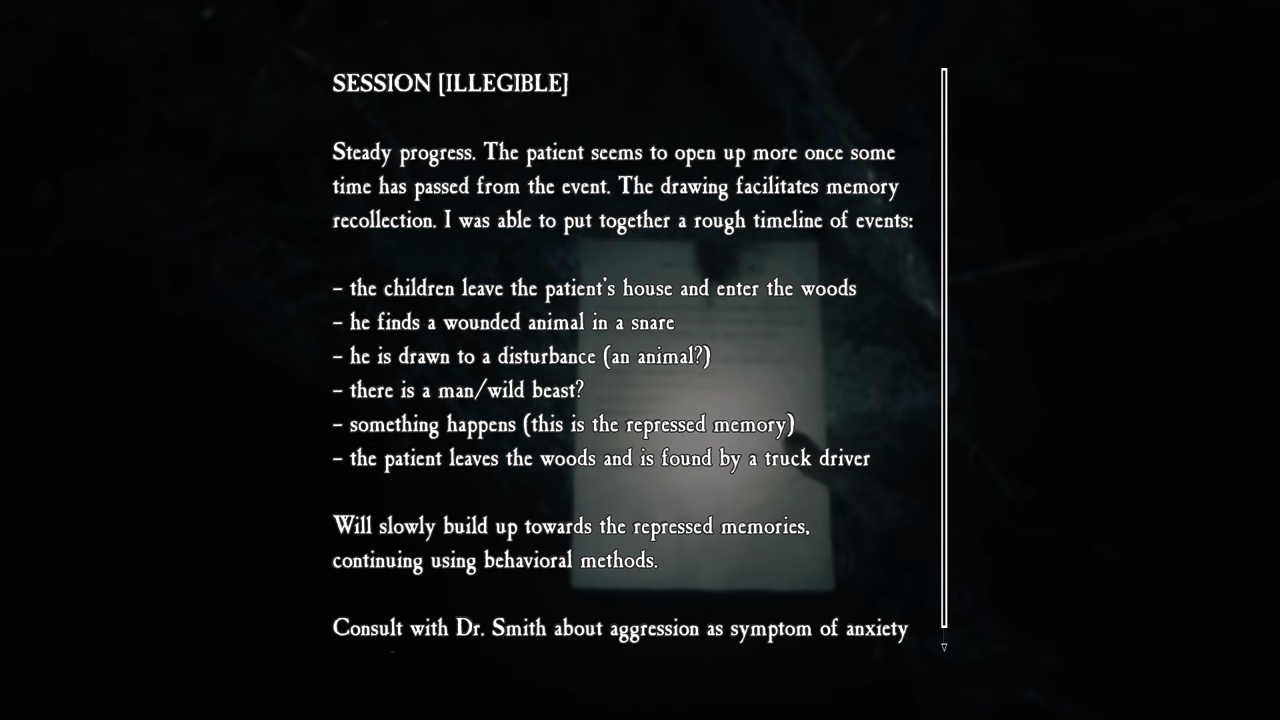 SESSION [ILLEGIBLE]
Steady progress. The patient seems to open up more once some
time has passed from the event. The drawing facilitates memory
recollection. I was able to put together a rough timeline of events:
– the children leave the patient's house and enter the woods
– he finds a wounded animal in a snare
– he is drawn to a disturbance (an animal?)
– there is a man/wild beast?
– something happens (this is the repressed memory)
– the patient leaves the woods and is found by a truck driver
Will slowly build up towards the repressed memories,
continuing using behavioral methods.
Consult with Dr. Smith about aggression as symptom of anxiety